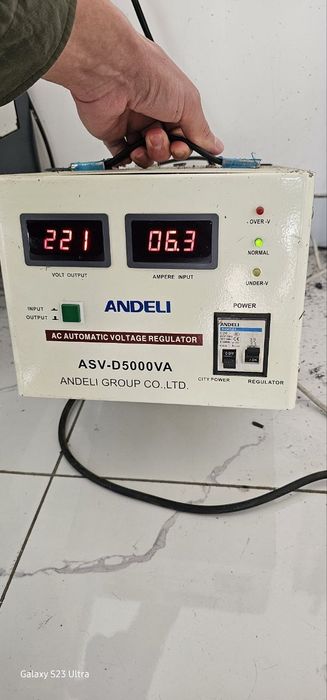 221
06.3
OVER-V
VOLT OUTPUT
AMPERE INPUT
NORMAL
UNDER-V
INPUT
OUTPUT
ANDELI
POWER
ANDELI
AC AUTOMATIC VOLTAGE REGULATOR
OFF
ASV-D5000VA
CITY POWER
REGULATOR
ANDELI GROUP CO.,LTD.
Galaxy S23 Ultra